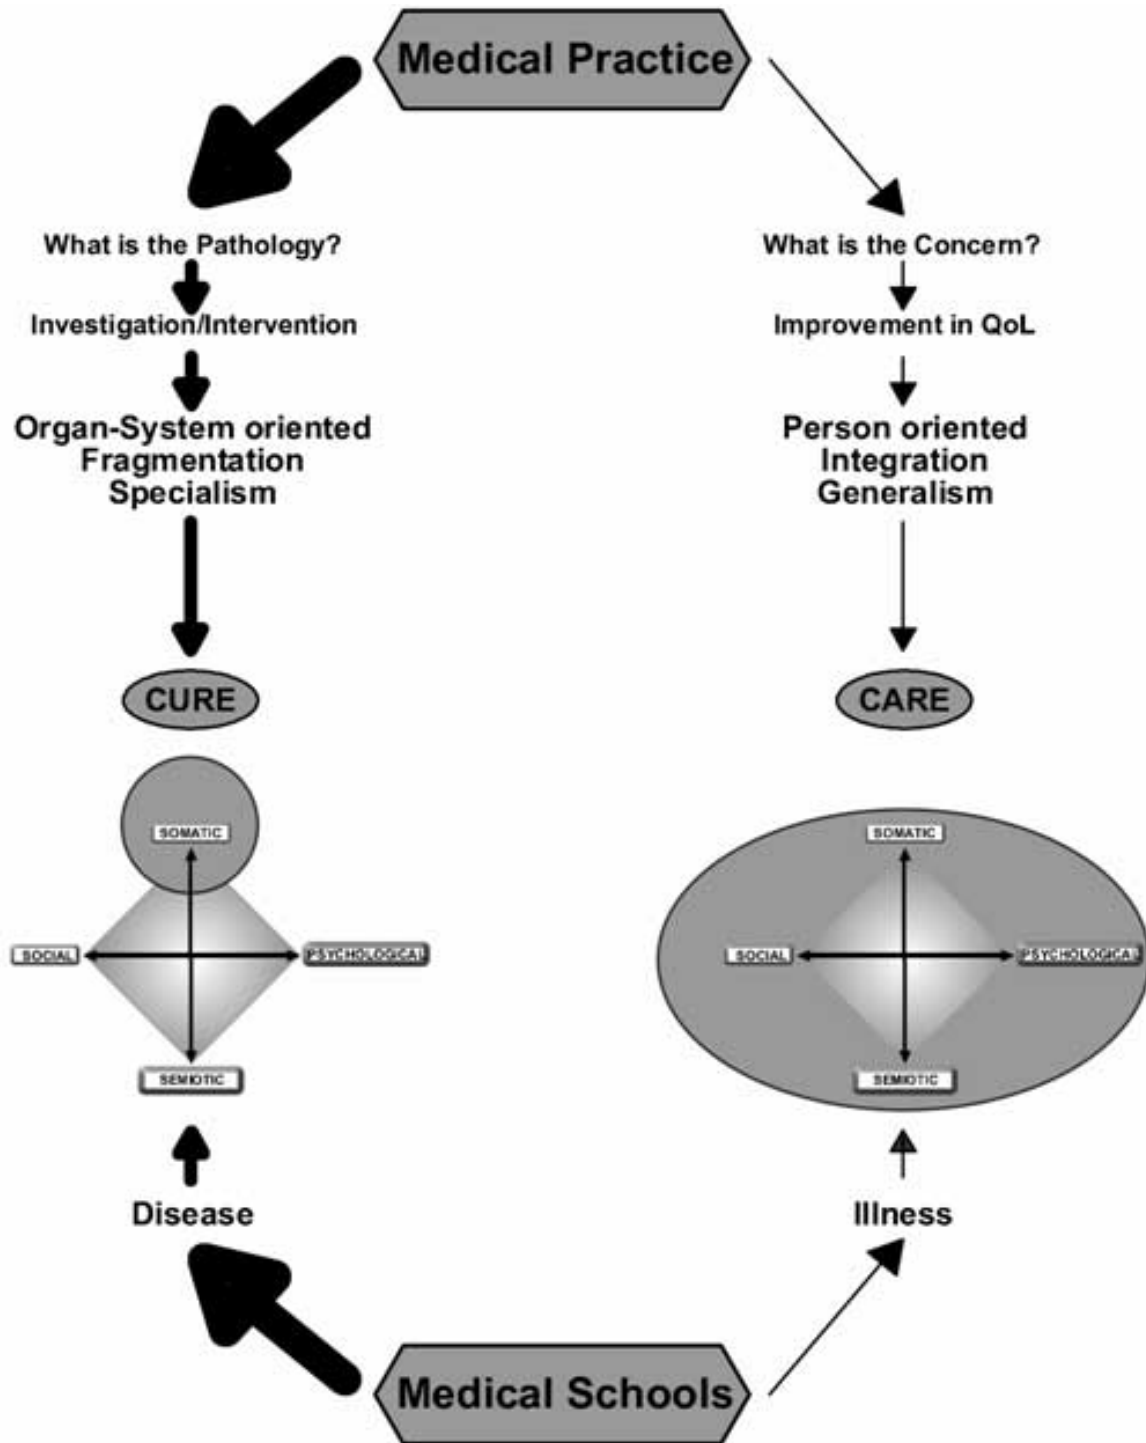 Medical Practice
What is the Pathology?
Investigation/Intervention
Organ-System oriented
Fragmentation
Specialism
CURE
SOMATIC
SOCIAL
PSYCHOLOGICAL
SEMIOTIC
Disease
What is the Concern?
Improvement in QoL
Person oriented
Integration
Generalism
CARE
SOMATIC
SOCIAL
PSYCHOLOGICAL
SEMIOTIC
Illness
Medical Schools